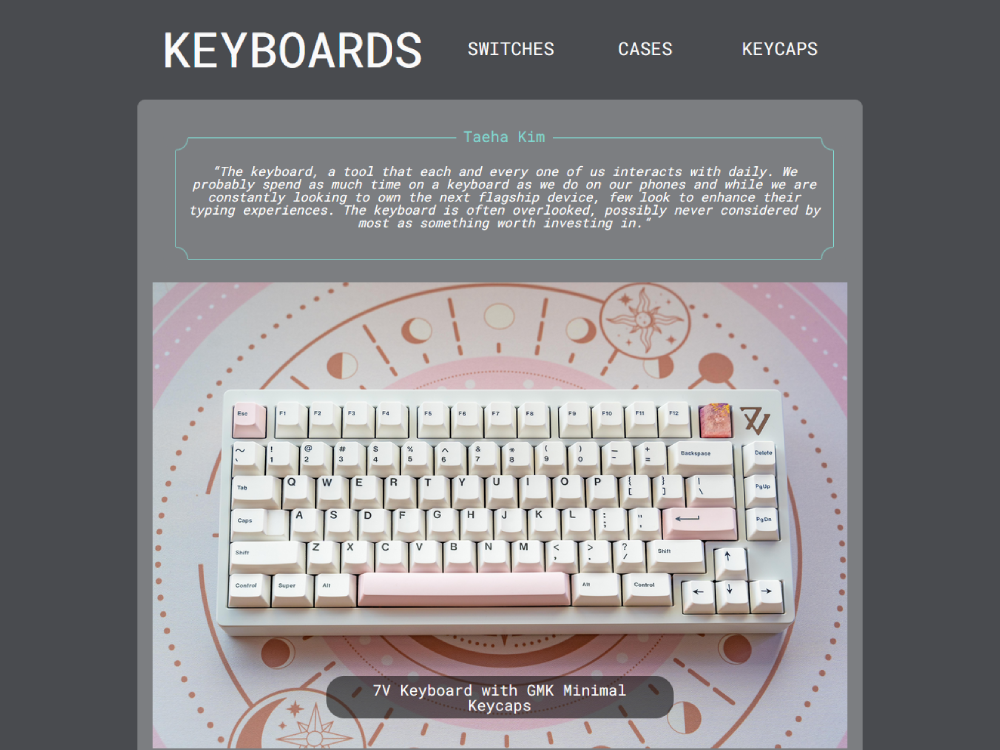 KEYBOARDS SWITCHES CASES KEYCAPS
Taeha Kim
"The keyboard, a tool that each and every one of us interacts with daily. We
probably spend as much time on a keyboard as we do on our phones and while we are
constantly looking to own the next flagship device, few look to enhance their
typing experiences. The keyboard is often overlooked, possibly never considered by
most as something worth investing in."
Esc F1 F2 F3 F4 F5 F6 F7 F8 F9 F10 F11 F12
~ ! @ # $ % ^ & * ( ) _ + Backspace Delete
\ 1 2 3 4 5 6 7 8 9 0 - =
Tab Q W E R T Y U I O P { } | PgUp
[ ] \
Caps A S D F G H J K L : " PgDn
; '
Shift Z X C V B N M < > ? Shift ↑
, . /
Control Super Alt Alt Control ← ↓ →
7V Keyboard with GMK Minimal
Keycaps